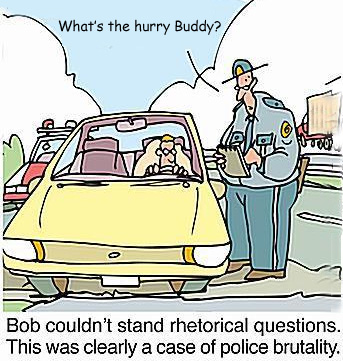 What's the hurry Buddy?
Bob couldn't stand rhetorical questions.
This was clearly a case of police brutality.